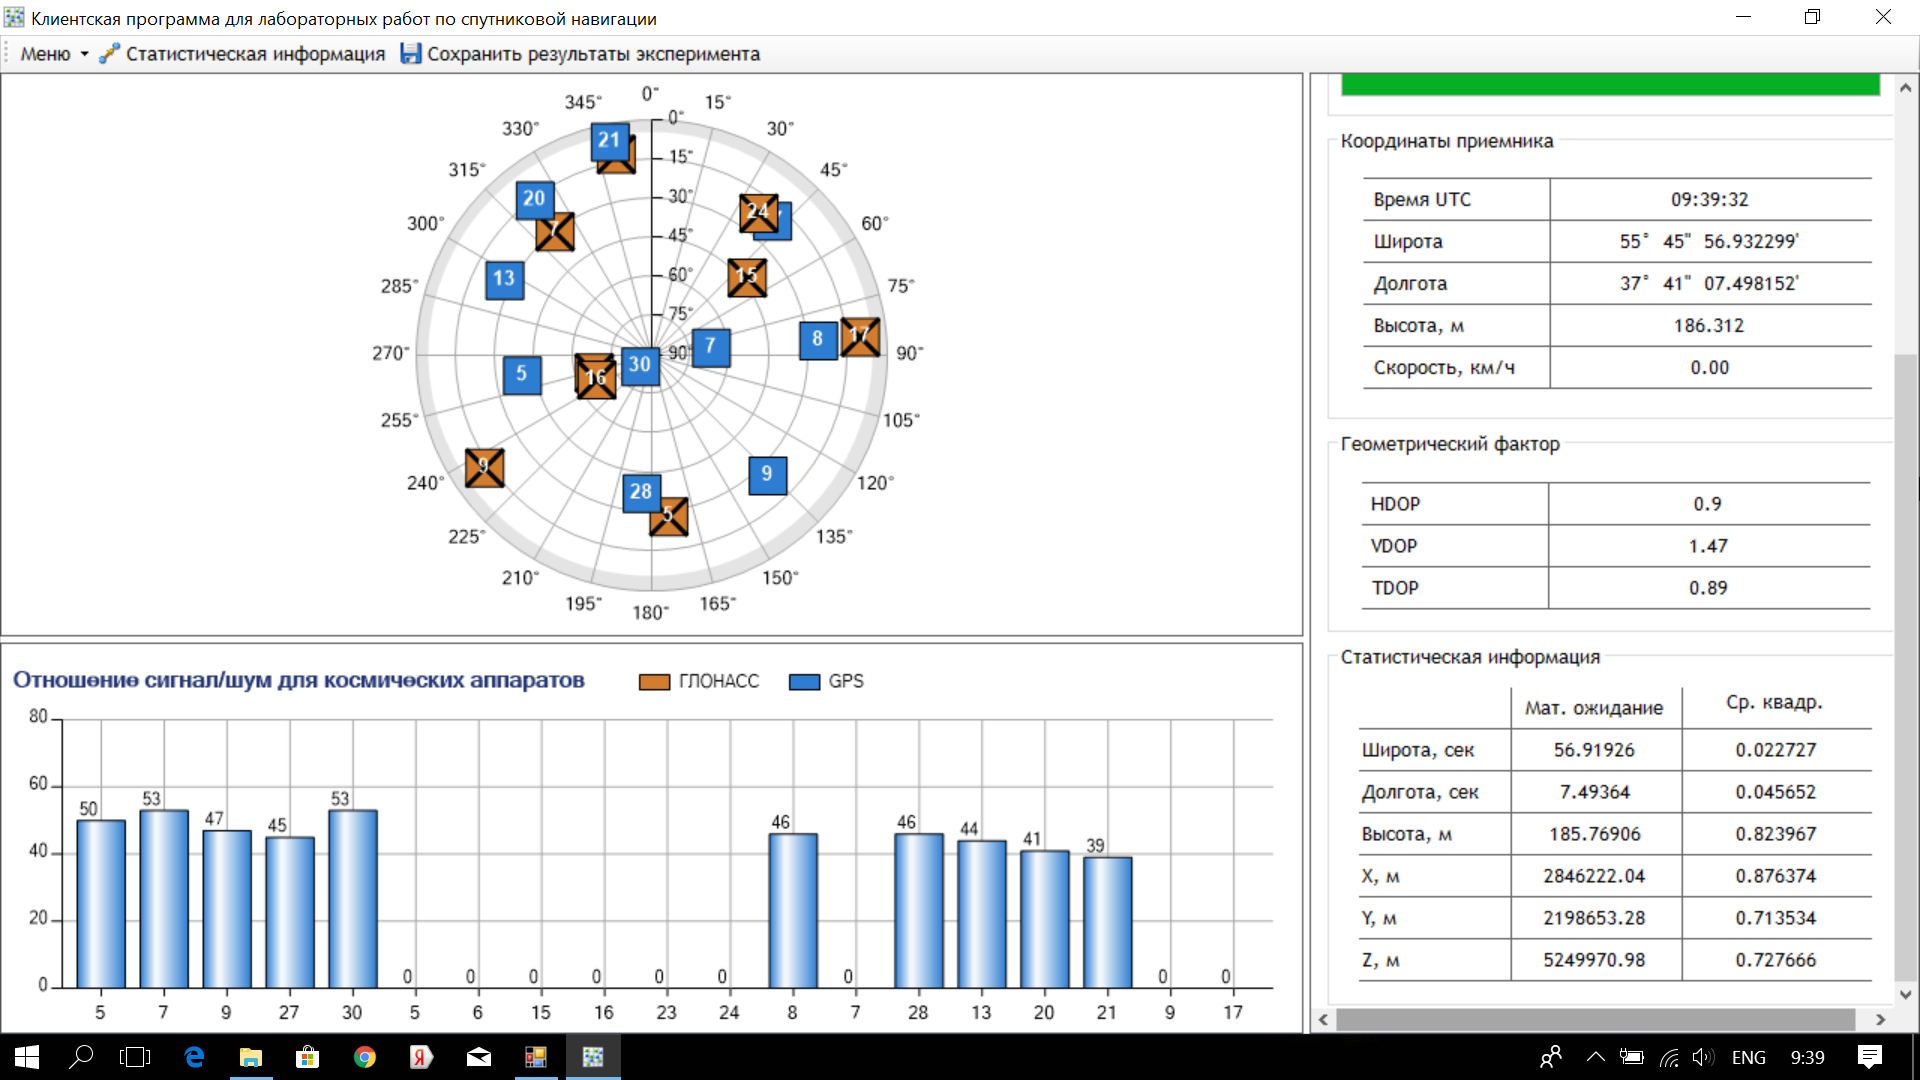 Клиентская программа для лабораторных работ по спутниковой навигации
Меню Статистическая информация Сохранить результаты эксперимента
0° 15° 30° 45° 60° 75° 90° 105° 120° 135° 150° 165° 180° 195° 210° 225° 240° 255° 270° 285° 300° 315° 330° 345°
0°
15°
30°
45°
60°
75°
90°
21
20
7
24
13
15
7
8
17
30
5
16
9
9
28
5
Координаты приемника
Время UTC 09:39:32
Широта 55° 45" 56.932299'
Долгота 37° 41" 07.498152'
Высота, м 186.312
Скорость, км/ч 0.00
Геометрический фактор
HDOP 0.9
VDOP 1.47
TDOP 0.89
Статистическая информация
Мат. ожидание Ср. квадр.
Широта, сек 56.91926 0.022727
Долгота, сек 7.49364 0.045652
Высота, м 185.76906 0.823967
X, м 2846222.04 0.876374
Y, м 2198653.28 0.713534
Z, м 5249970.98 0.727666
Отношение сигнал/шум для космических аппаратов ГЛОНАСС GPS
80
60
40
20
0
50 53 47 45 53 0 0 0 0 0 0 46 0 46 44 41 39 0 0
5 7 9 27 30 5 6 15 16 23 24 8 7 28 13 20 21 9 17
ENG 9:39